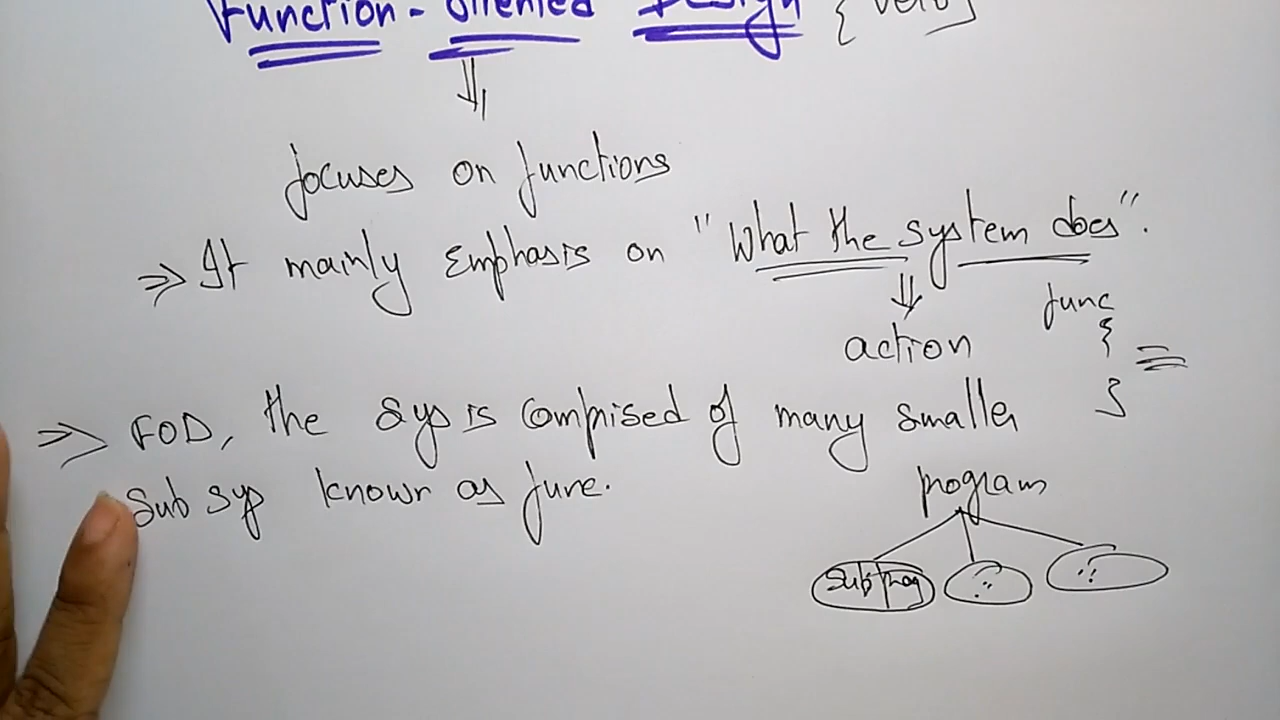 Function - Oriented Design { Verb }
focuses on functions
⇒ It mainly Emphasis on "What the system does".
action
func
{
}
⇒ FOD, the sys is Comprised of many smaller
Sub sys known as func.
program
Sub prog